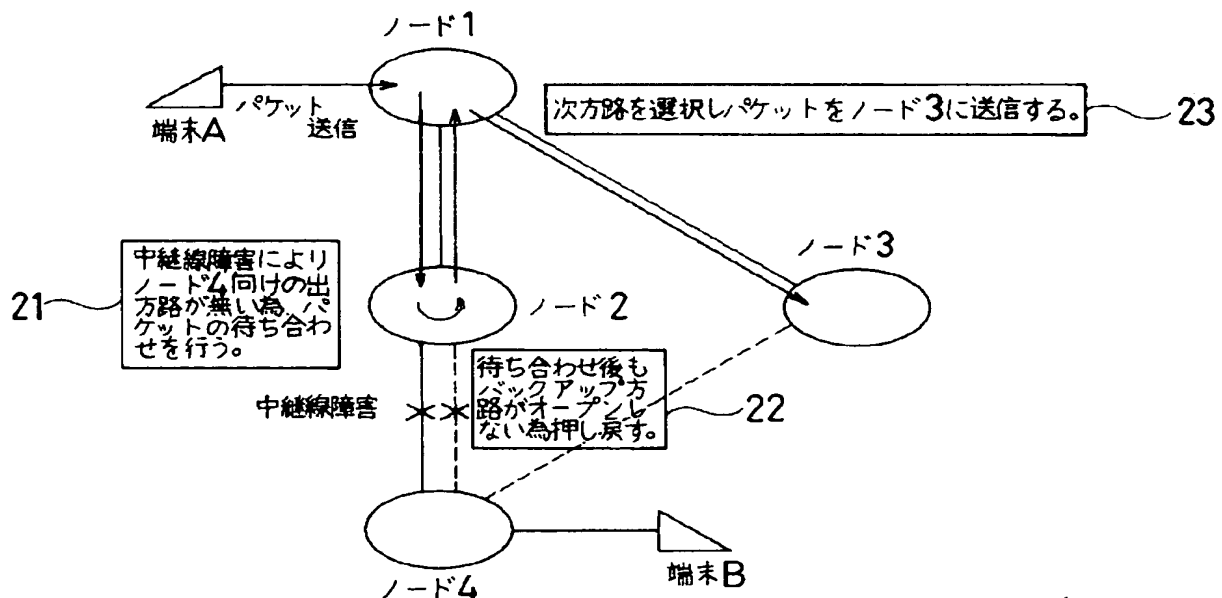 ノード1
パケット
送信
端末A
次方路を選択しパケットをノード3に送信する。
23
ノード3
21
中継線障害により
ノード4向けの出
方路が無い為、パ
ケットの待ち合わ
せを行う。
ノード2
待ち合わせ後も
バックアップ方
路がオープンし
ない為押し戻す。
22
中継線障害
ノード4
端末B